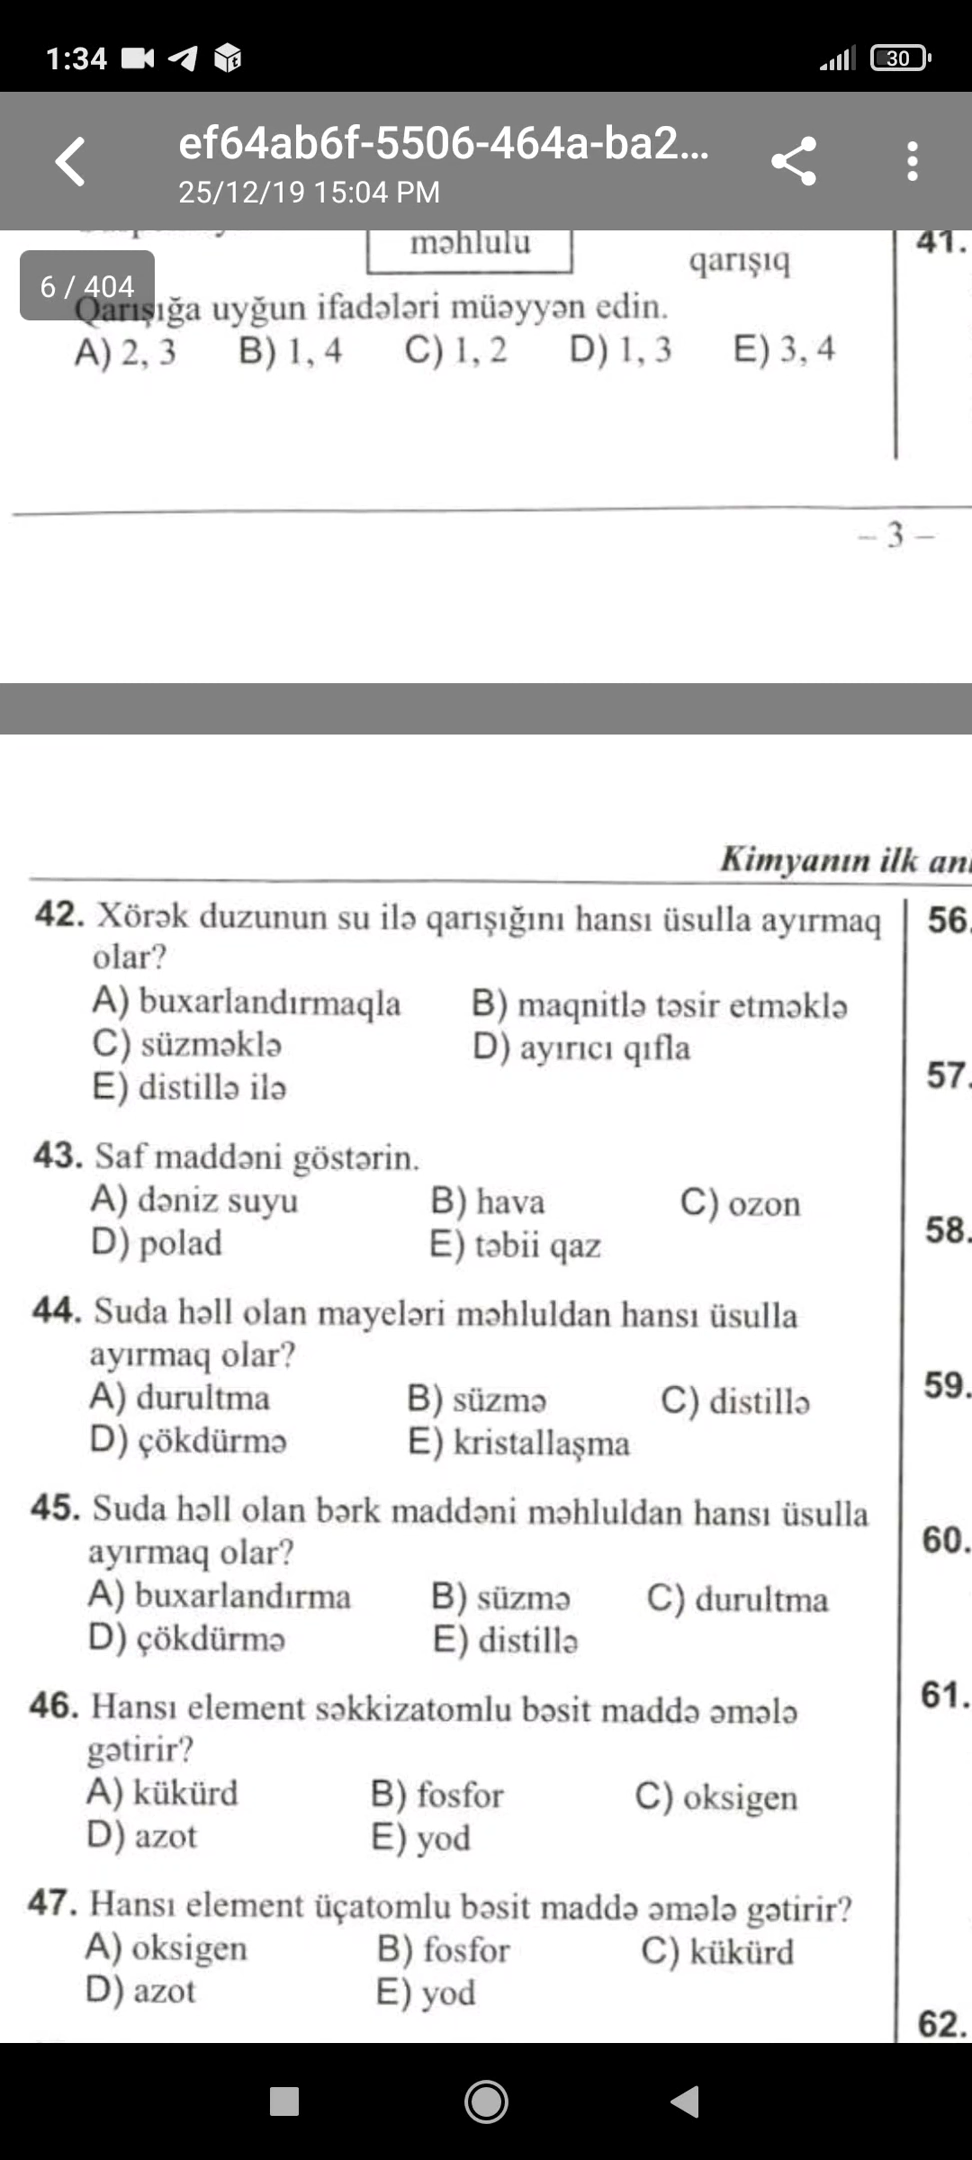 1:34
30
ef64ab6f-5506-464a-ba2...
25/12/19 15:04 PM
məhlulu
qarışıq
41.
6 / 404
Qarışığa uyğun ifadələri müəyyən edin.
A) 2, 3 B) 1, 4 C) 1, 2 D) 1, 3 E) 3, 4
– 3 –
Kimyanın ilk an
42. Xörək duzunun su ilə qarışığını hansı üsulla ayırmaq
olar?
A) buxarlandırmaqla B) maqnitlə təsir etməklə
C) süzməklə D) ayırıcı qıfla
E) distillə ilə
43. Saf maddəni göstərin.
A) dəniz suyu B) hava C) ozon
D) polad E) təbii qaz
44. Suda həll olan mayeləri məhluldan hansı üsulla
ayırmaq olar?
A) durultma B) süzmə C) distillə
D) çökdürmə E) kristallaşma
45. Suda həll olan bərk maddəni məhluldan hansı üsulla
ayırmaq olar?
A) buxarlandırma B) süzmə C) durultma
D) çökdürmə E) distillə
46. Hansı element səkkizatomlu bəsit maddə əmələ
gətirir?
A) kükürd B) fosfor C) oksigen
D) azot E) yod
47. Hansı element üçatomlu bəsit maddə əmələ gətirir?
A) oksigen B) fosfor C) kükürd
D) azot E) yod
56.
57.
58.
59.
60.
61.
62.